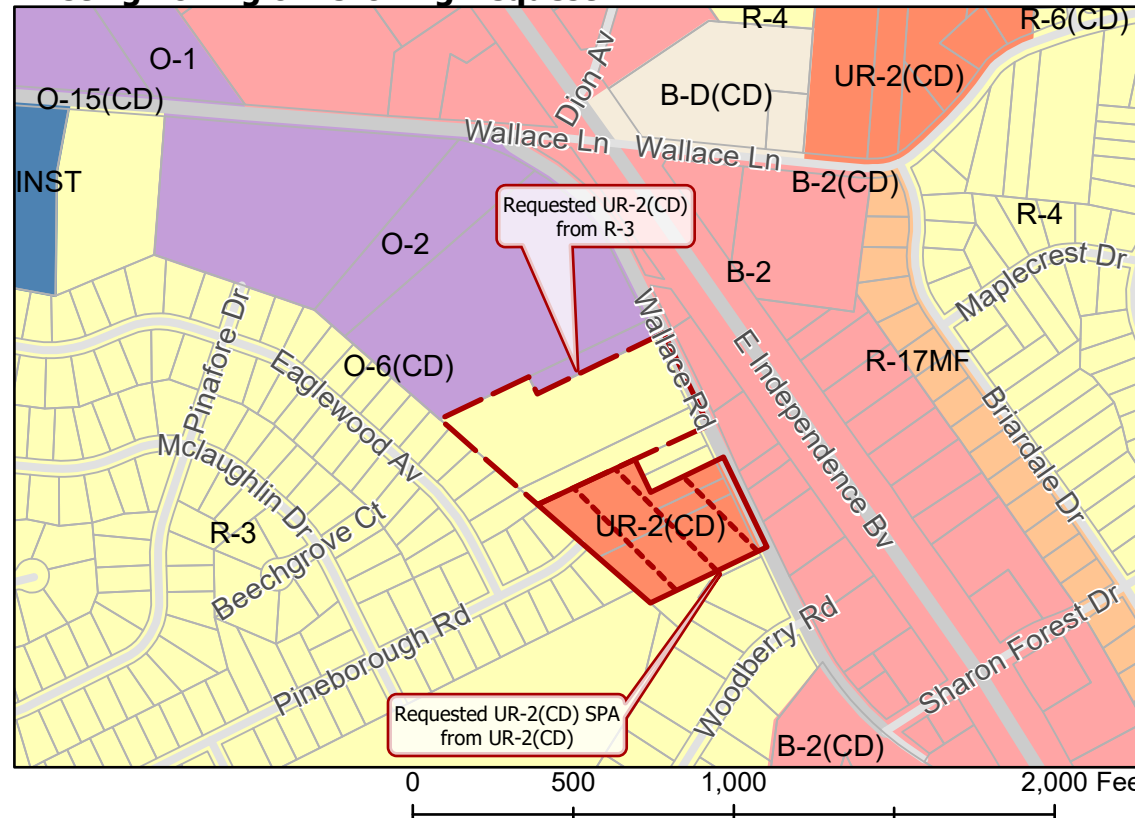 R-4
R-6(CD)
O-1
Dion Av
B-D(CD)
UR-2(CD)
O-15(CD)
Wallace Ln
Wallace Ln
INST
B-2(CD)
Requested UR-2(CD)
from R-3
R-4
O-2
B-2
Maplecrest Dr
Pinafore Dr
Wallace Rd
E Independence Bv
O-6(CD)
R-17MF
Eaglewood Av
Briardale Dr
Mclaughlin Dr
R-3
UR-2(CD)
Beechgrove Ct
Pineborough Rd
Woodberry Rd
Sharon Forest Dr
Requested UR-2(CD) SPA
from UR-2(CD)
B-2(CD)
0 500 1,000 2,000 Fee